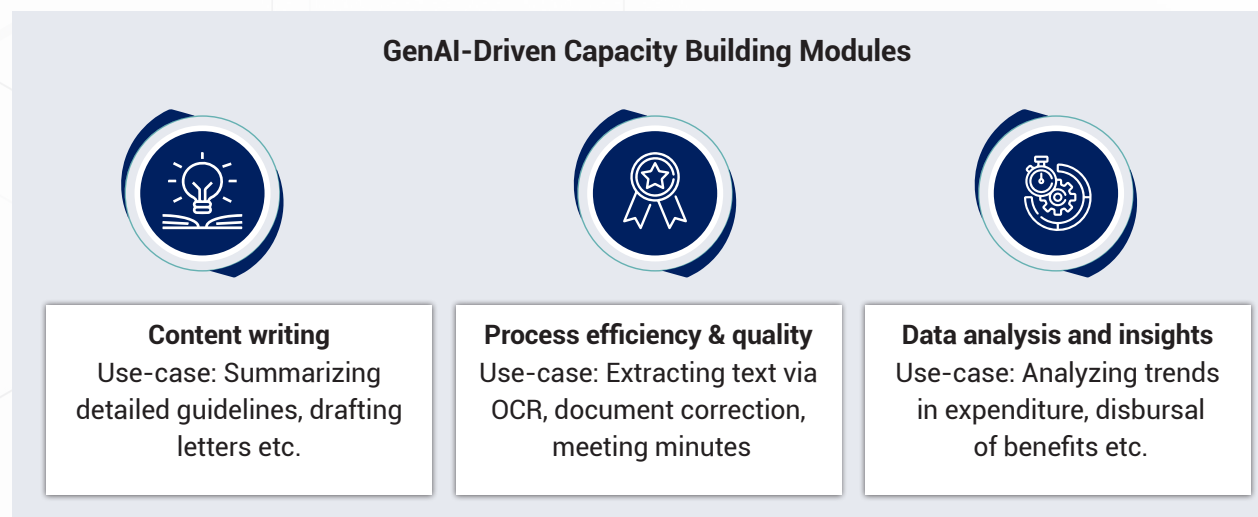 GenAI-Driven Capacity Building Modules
Content writing
Use-case: Summarizing
detailed guidelines, drafting
letters etc.
Process efficiency & quality
Use-case: Extracting text via
OCR, document correction,
meeting minutes
Data analysis and insights
Use-case: Analyzing trends
in expenditure, disbursal
of benefits etc.